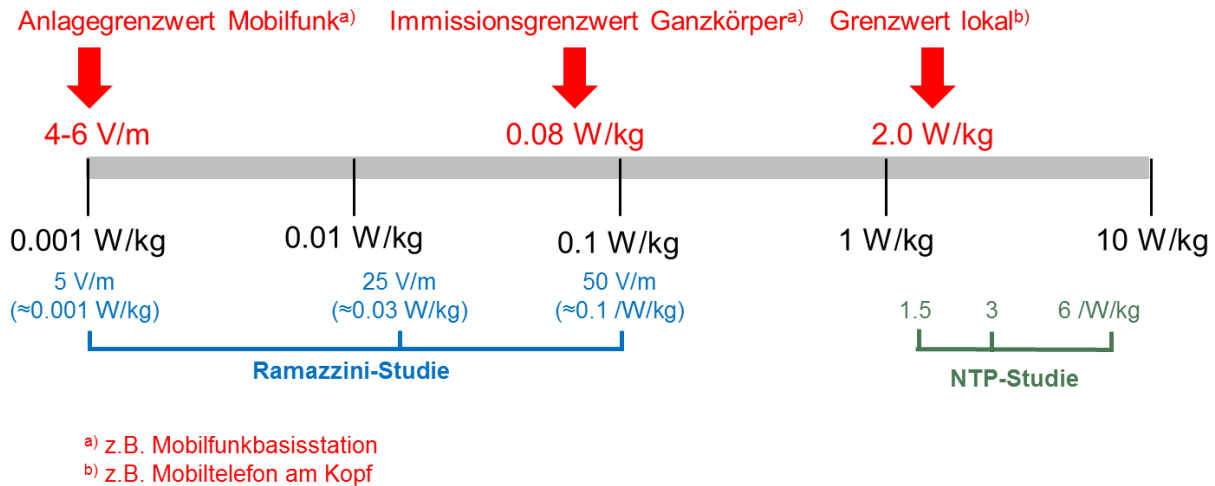 Anlagegrenzwert Mobilfunka) Immissionsgrenzwert Ganzkörpera) Grenzwert lokalb)
4-6 V/m 0.08 W/kg 2.0 W/kg
0.001 W/kg 0.01 W/kg 0.1 W/kg 1 W/kg 10 W/kg
5 V/m 25 V/m 50 V/m
(≈0.001 W/kg) (≈0.03 W/kg) (≈0.1 /W/kg) 1.5 3 6 /W/kg
Ramazzini-Studie NTP-Studie
a) z.B. Mobilfunkbasisstation
b) z.B. Mobiltelefon am Kopf